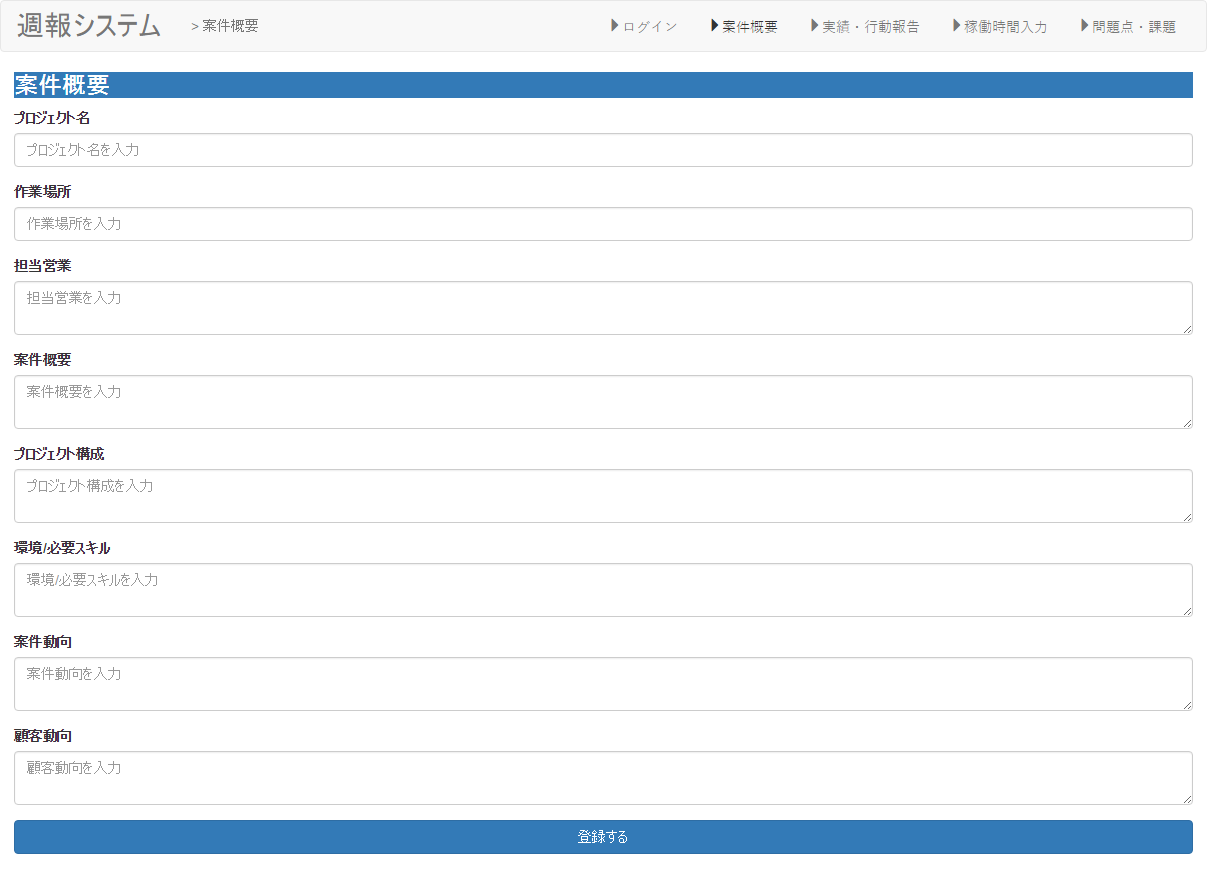 週報システム > 案件概要 ログイン 案件概要 実績・行動報告 稼働時間入力 問題点・課題
案件概要
プロジェクト名
プロジェクト名を入力
作業場所
作業場所を入力
担当営業
担当営業を入力
案件概要
案件概要を入力
プロジェクト構成
プロジェクト構成を入力
環境/必要スキル
環境/必要スキルを入力
案件動向
案件動向を入力
顧客動向
顧客動向を入力
登録する